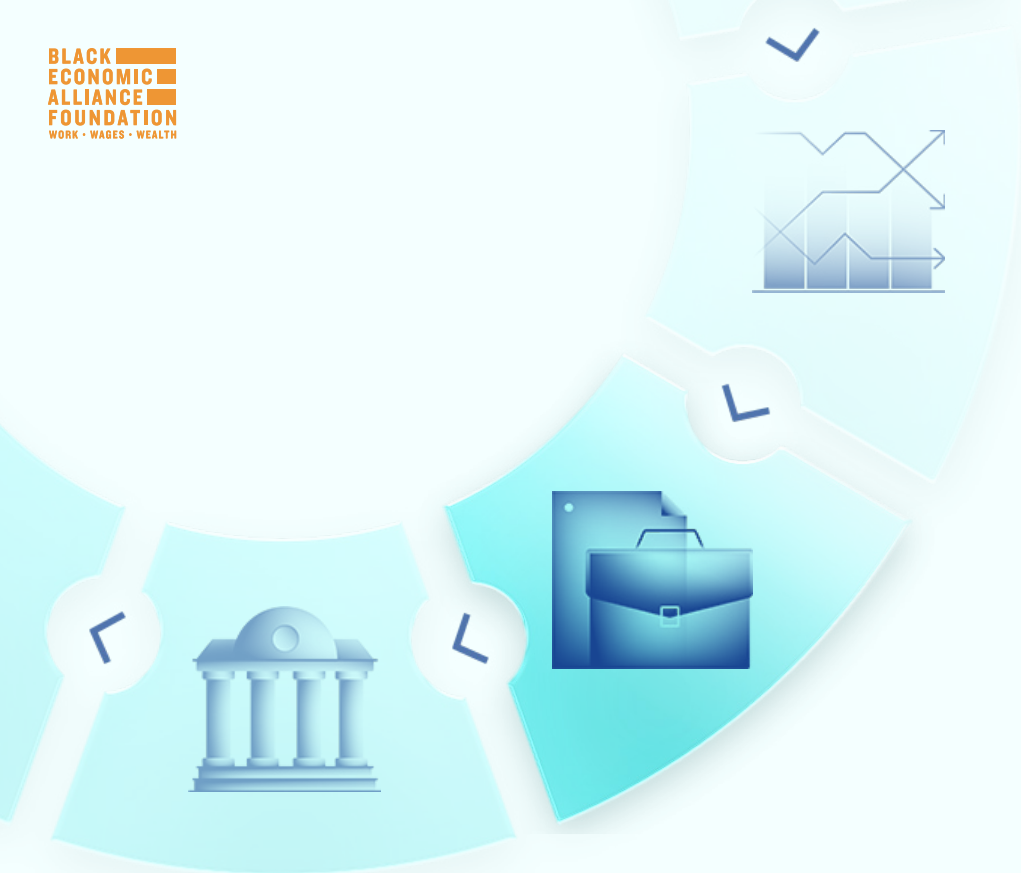 BLACK
ECONOMIC
ALLIANCE
FOUNDATION
WORK · WAGES · WEALTH